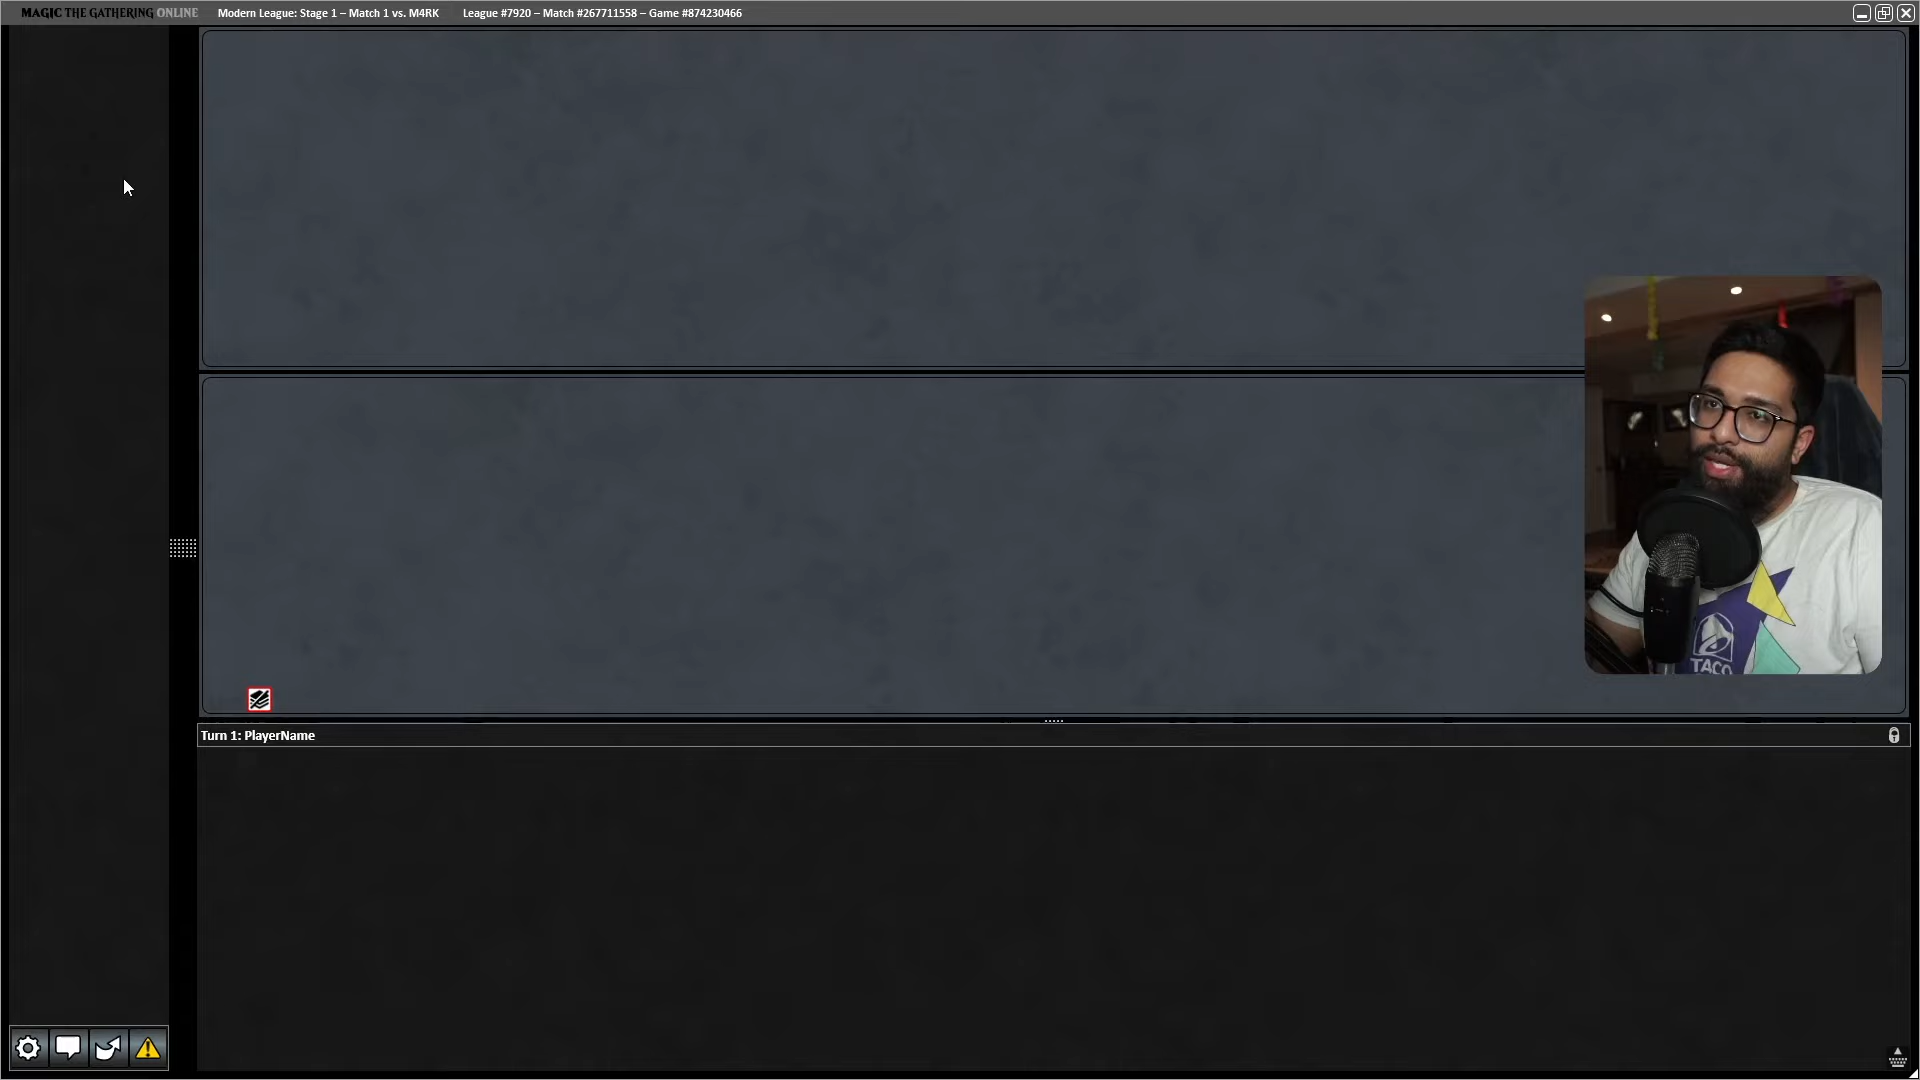 MAGIC THE GATHERING ONLINE
Modern League: Stage 1 – Match 1 vs. M4RK
League #7920 – Match #267711558 – Game #874230466
TACO
Turn 1: PlayerName